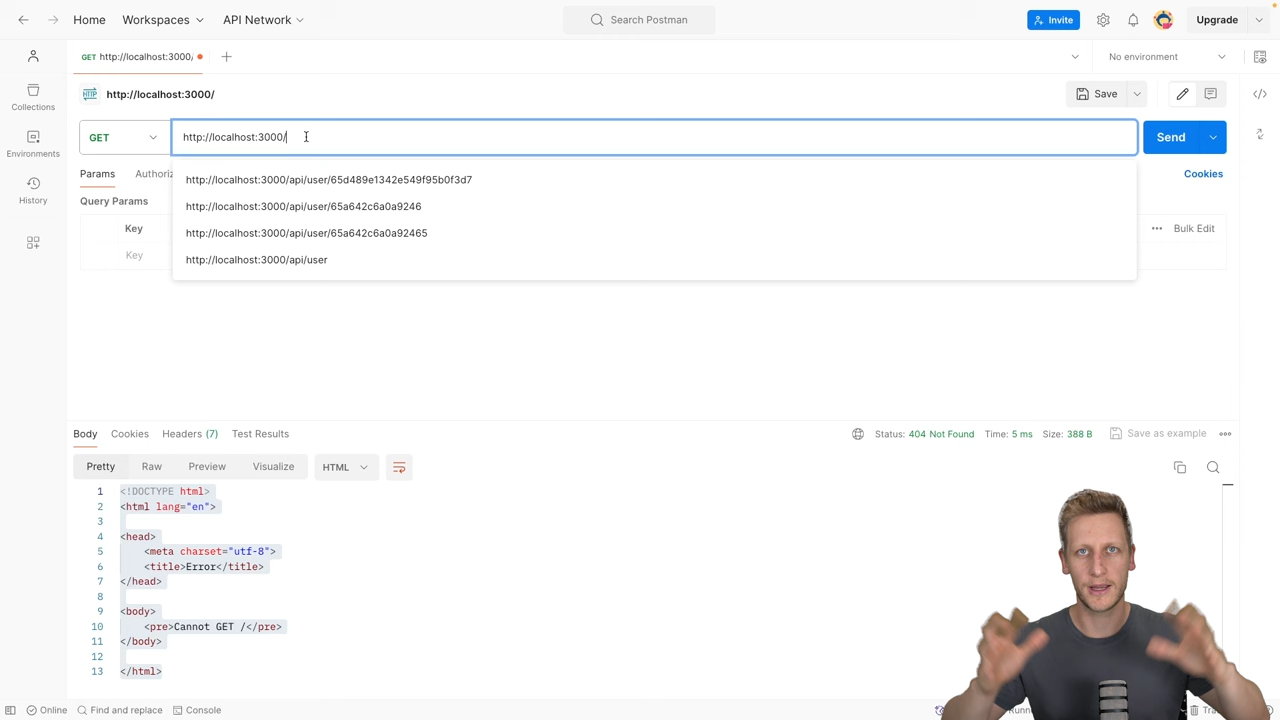 Home Workspaces API Network Search Postman Invite Upgrade
GET http://localhost:3000/ No environment
http://localhost:3000/ Save
GET http://localhost:3000/ Send
Params Authoriz Cookies
http://localhost:3000/api/user/65d489e1342e549f95b0f3d7
http://localhost:3000/api/user/65a642c6a0a9246
http://localhost:3000/api/user/65a642c6a0a92465
http://localhost:3000/api/user
Query Params
Key Bulk Edit
Key
Collections
Environments
History
Body Cookies Headers (7) Test Results Status: 404 Not Found Time: 5 ms Size: 388 B Save as example
Pretty Raw Preview Visualize HTML
1 <!DOCTYPE html>
2 <html lang="en">
3
4 <head>
5 <meta charset="utf-8">
6 <title>Error</title>
7 </head>
8
9 <body>
10 <pre>Cannot GET /</pre>
11 </body>
12
13 </html>
Online Find and replace Console